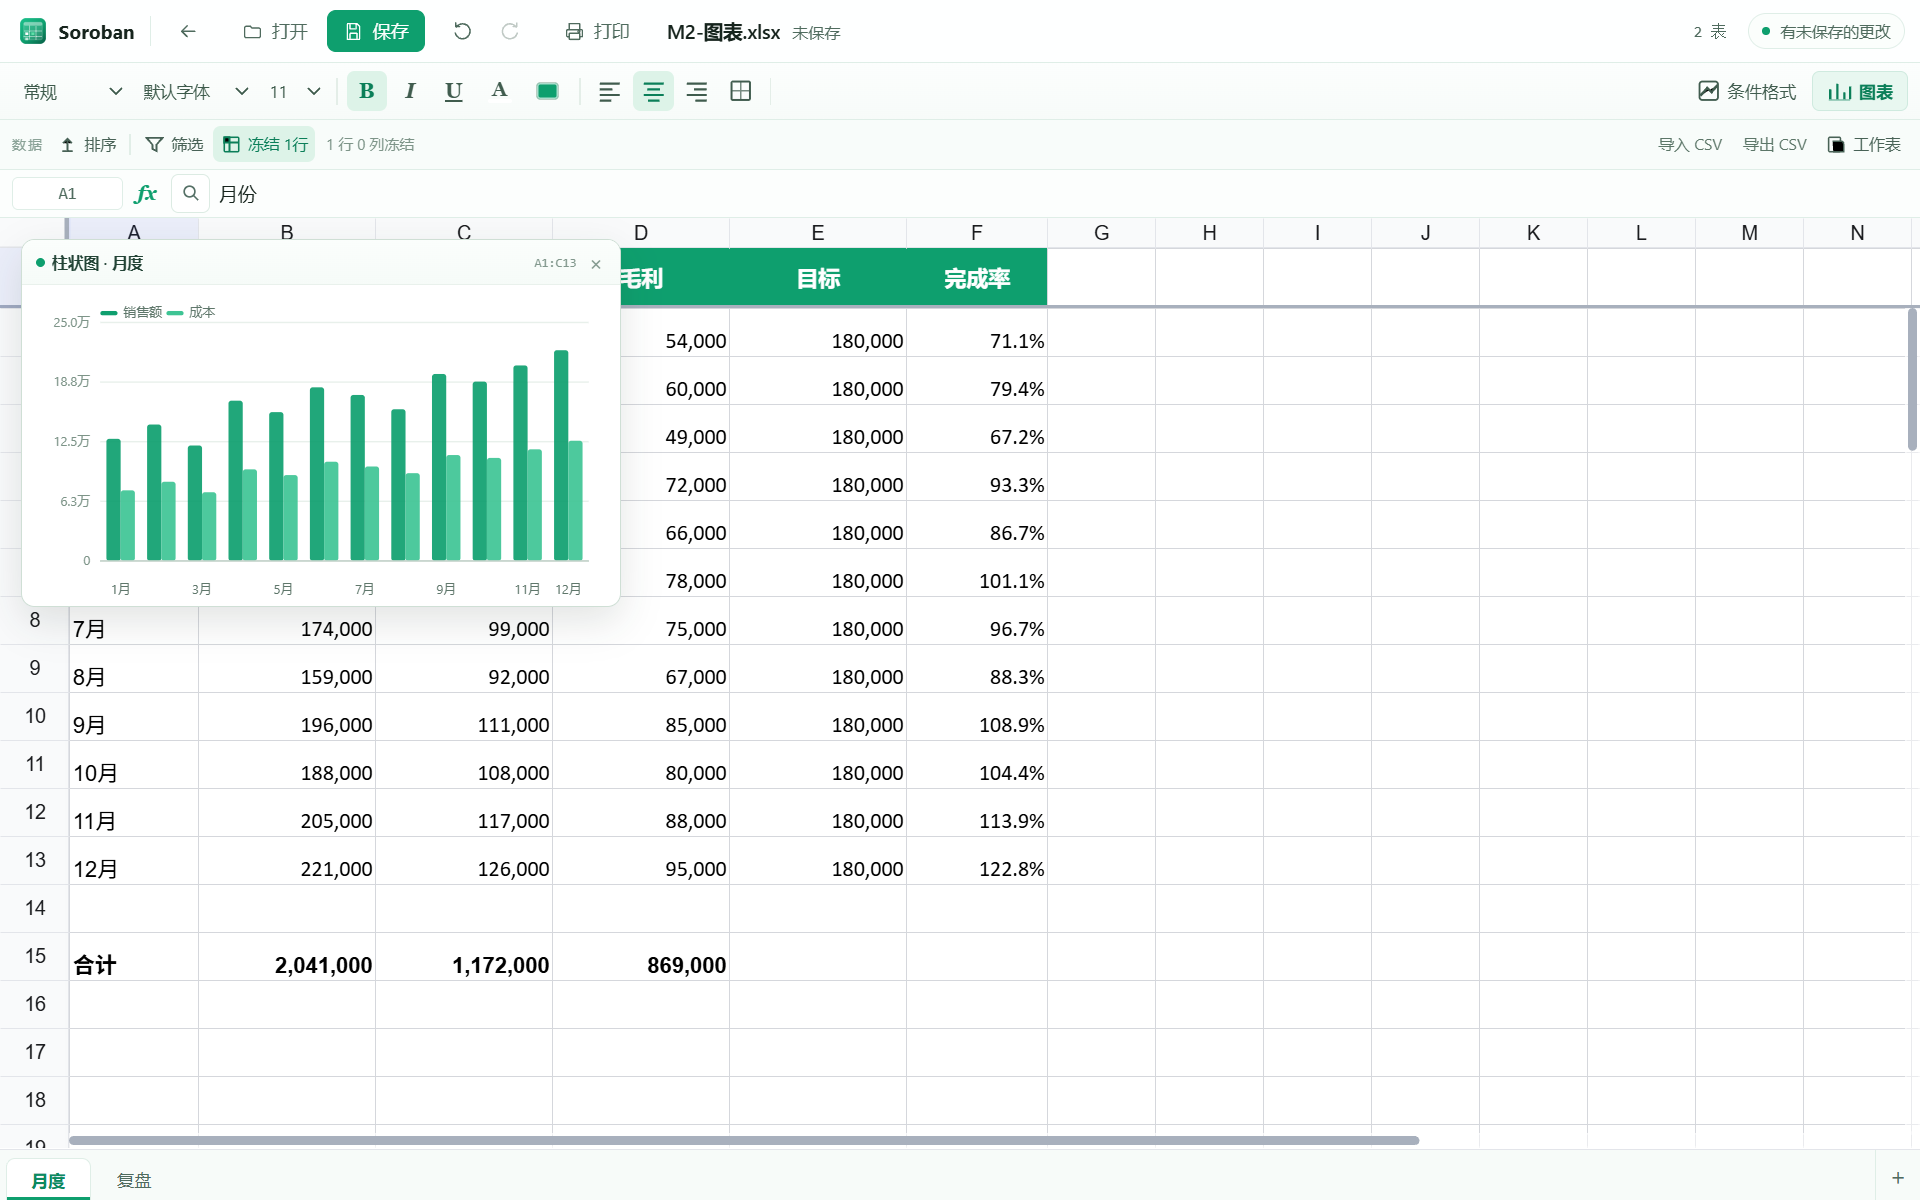 Soroban 打开 保存 打印 M2-图表.xlsx 未保存 2 表 有未保存的更改
常规 默认字体 11 B I U A 条件格式 图表
数据 排序 筛选 冻结 1行 1 行 0 列冻结 导入 CSV 导出 CSV 工作表
A1 fx 月份
A B C D E F G H I J K L M N
柱状图 · 月度 A1:C13
毛利 目标 完成率
销售额 成本
25.0万
18.8万
12.5万
6.3万
0
1月 3月 5月 7月 9月 11月 12月
54,000 180,000 71.1%
60,000 180,000 79.4%
49,000 180,000 67.2%
72,000 180,000 93.3%
66,000 180,000 86.7%
78,000 180,000 101.1%
8 7月 174,000 99,000 75,000 180,000 96.7%
9 8月 159,000 92,000 67,000 180,000 88.3%
10 9月 196,000 111,000 85,000 180,000 108.9%
11 10月 188,000 108,000 80,000 180,000 104.4%
12 11月 205,000 117,000 88,000 180,000 113.9%
13 12月 221,000 126,000 95,000 180,000 122.8%
14
15 合计 2,041,000 1,172,000 869,000
16
17
18
19
月度 复盘